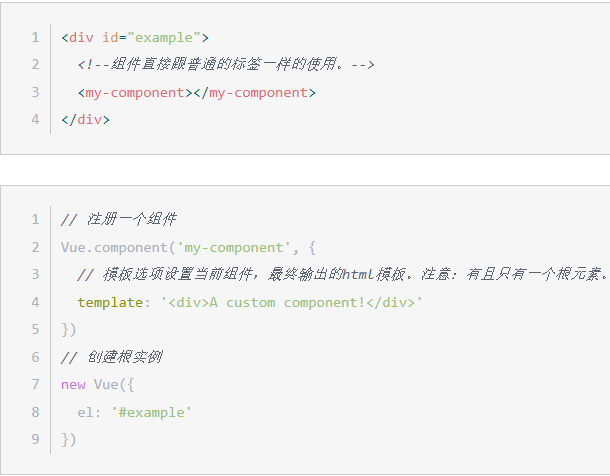 1 <div id="example">
2   <!--组件直接跟普通的标签一样的使用。-->
3   <my-component></my-component>
4 </div>
1 // 注册一个组件
2 Vue.component('my-component', {
3   // 模板选项设置当前组件，最终输出的html模板。注意：有且只有一个根元素。
4   template: '<div>A custom component!</div>'
5 })
6 // 创建根实例
7 new Vue({
8   el: '#example'
9 })